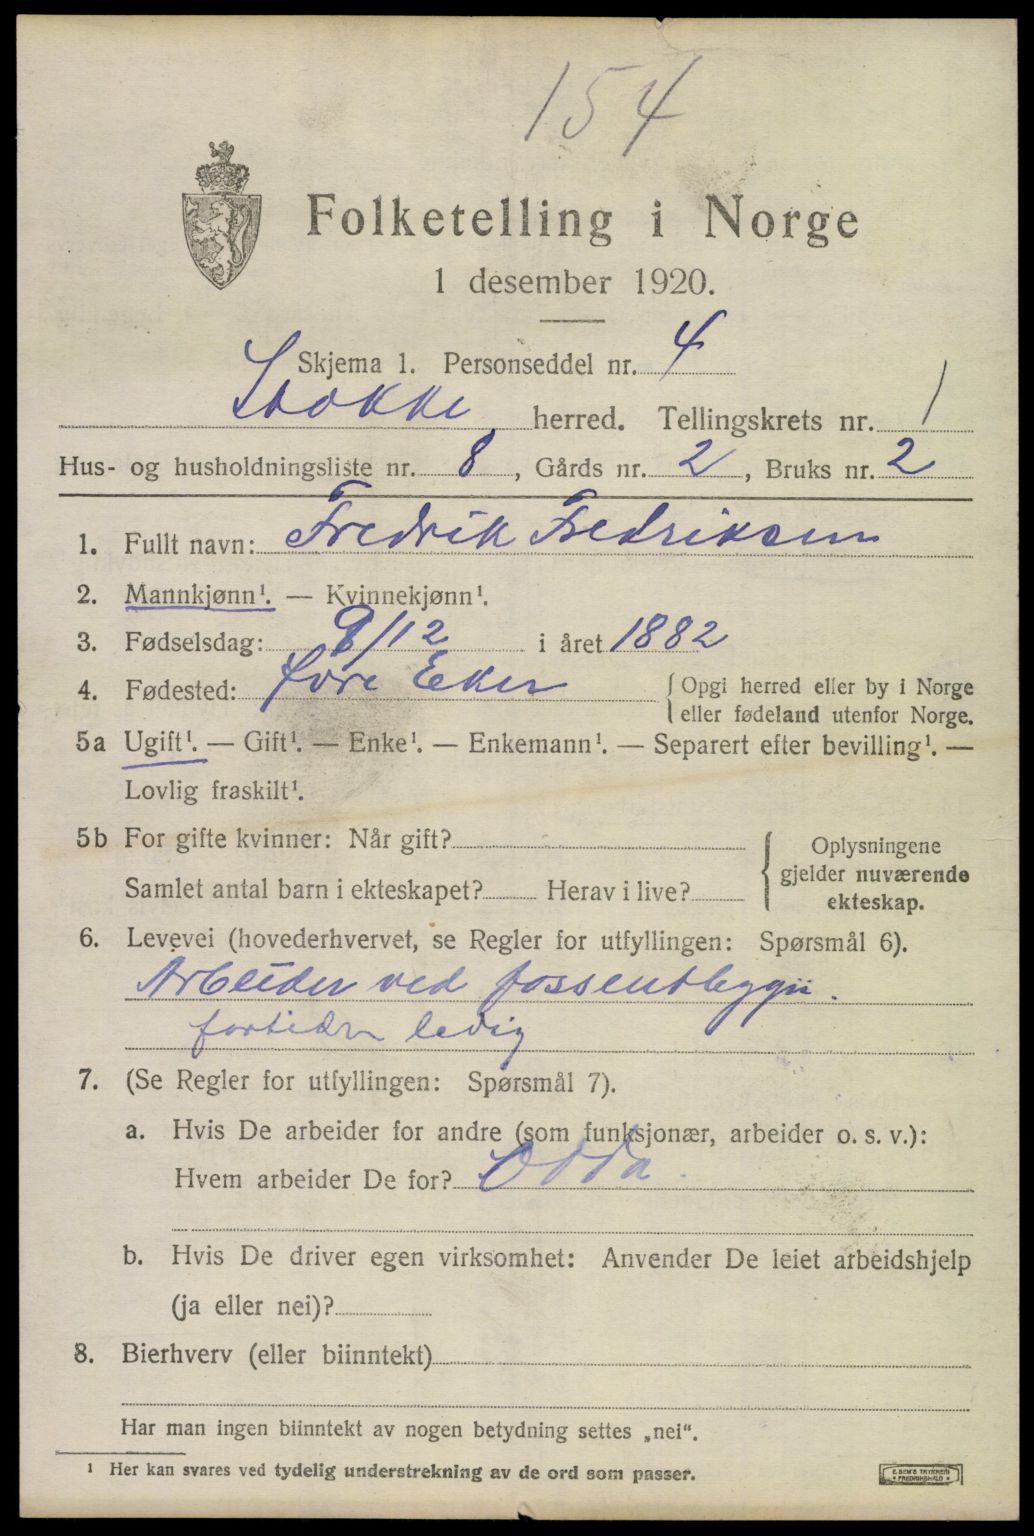 154
Folketelling i Norge
1 desember 1920.
Skjema 1. Personseddel nr. 4
Stokke herred. Tellingskrets nr. 1
Hus- og husholdningsliste nr. 8, Gårds nr. 2, Bruks nr. 2
1. Fullt navn: Fredrik Fredriksen
2. Mannkjønn¹. — Kvinnekjønn¹.
3. Fødselsdag: 9/12 i året 1882
4. Fødested: Øvre Eker { Opgi herred eller by i Norge
eller fødeland utenfor Norge.
5a Ugift¹. — Gift¹. — Enke¹. — Enkemann¹. — Separert efter bevilling¹. —
Lovlig fraskilt¹.
5b For gifte kvinner: Når gift?
Samlet antal barn i ekteskapet? Herav i live?
{ Oplysningene
gjelder nuværende
ekteskap.
6. Levevei (hovederhvervet, se Regler for utfyllingen: Spørsmål 6).
Arbeider ved fossentbygn.
fortiden ledig
7. (Se Regler for utfyllingen: Spørsmål 7).
a. Hvis De arbeider for andre (som funksjonær, arbeider o. s. v.):
Hvem arbeider De for? Odda.
b. Hvis De driver egen virksomhet: Anvender De leiet arbeidshjelp
(ja eller nei)?
8. Bierhverv (eller biinntekt)
Har man ingen biinntekt av nogen betydning settes „nei“.
¹ Her kan svares ved tydelig understrekning av de ord som passer.
E. SEM'S TRYKKERI
FREDRIKSHALD